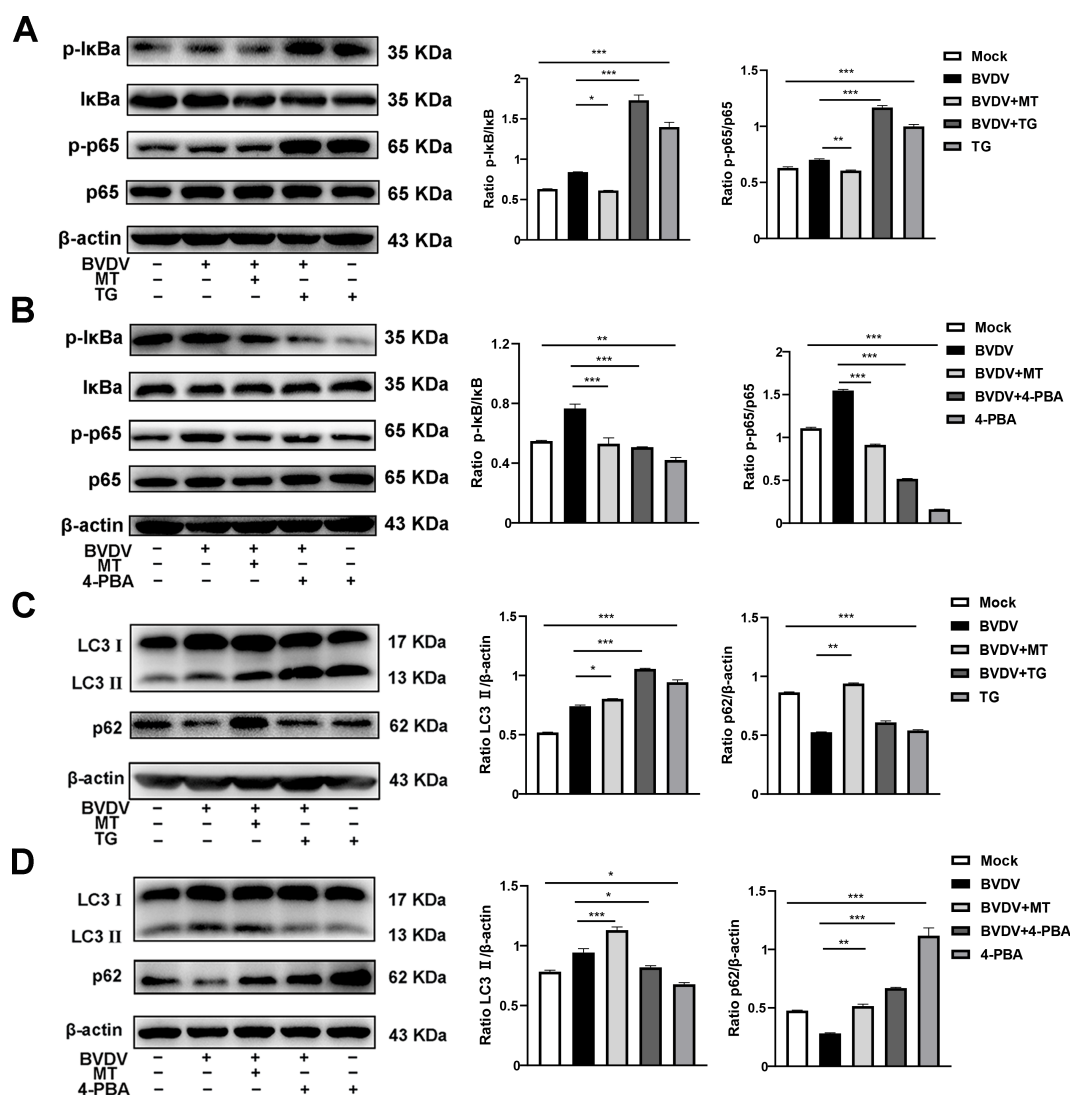 A
p-IκBa 35 KDa
IκBa 35 KDa
p-p65 65 KDa
p65 65 KDa
β-actin 43 KDa
BVDV – + + + –
MT – – + – –
TG – – – + +
Ratio p-IκB/IκB
2
1.5
1
0.5
0
***
***
*
Ratio p-p65/p65
1.5
1.0
0.5
0
***
***
**
Mock
BVDV
BVDV+MT
BVDV+TG
TG
B
p-IκBa 35 KDa
IκBa 35 KDa
p-p65 65 KDa
p65 65 KDa
β-actin 43 KDa
BVDV – + + + –
MT – – + – –
4-PBA – – – + +
Ratio p-IκB/IκB
1.2
0.8
0.4
0
**
***
***
Ratio p-p65/p65
2
1.5
1
0.5
0
***
***
***
Mock
BVDV
BVDV+MT
BVDV+4-PBA
4-PBA
C
LC3 I 17 KDa
LC3 II 13 KDa
p62 62 KDa
β-actin 43 KDa
BVDV – + + + –
MT – – + – –
TG – – – + +
Ratio LC3 Ⅱ/β-actin
1.5
1
0.5
0
***
***
*
Ratio p62/β-actin
1.5
1
0.5
0
***
**
Mock
BVDV
BVDV+MT
BVDV+TG
TG
D
LC3 I 17 KDa
LC3 II 13 KDa
p62 62 KDa
β-actin 43 KDa
BVDV – + + + –
MT – – + – –
4-PBA – – – + +
Ratio LC3 Ⅱ/β-actin
1.5
1
0.5
0
*
*
***
Ratio p62/β-actin
1.5
1
0.5
0
***
***
**
Mock
BVDV
BVDV+MT
BVDV+4-PBA
4-PBA